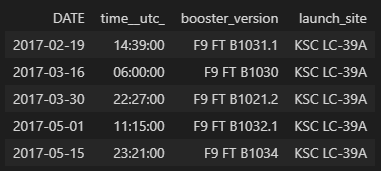 DATE time__utc_ booster_version launch_site
2017-02-19 14:39:00 F9 FT B1031.1 KSC LC-39A
2017-03-16 06:00:00 F9 FT B1030 KSC LC-39A
2017-03-30 22:27:00 F9 FT B1021.2 KSC LC-39A
2017-05-01 11:15:00 F9 FT B1032.1 KSC LC-39A
2017-05-15 23:21:00 F9 FT B1034 KSC LC-39A